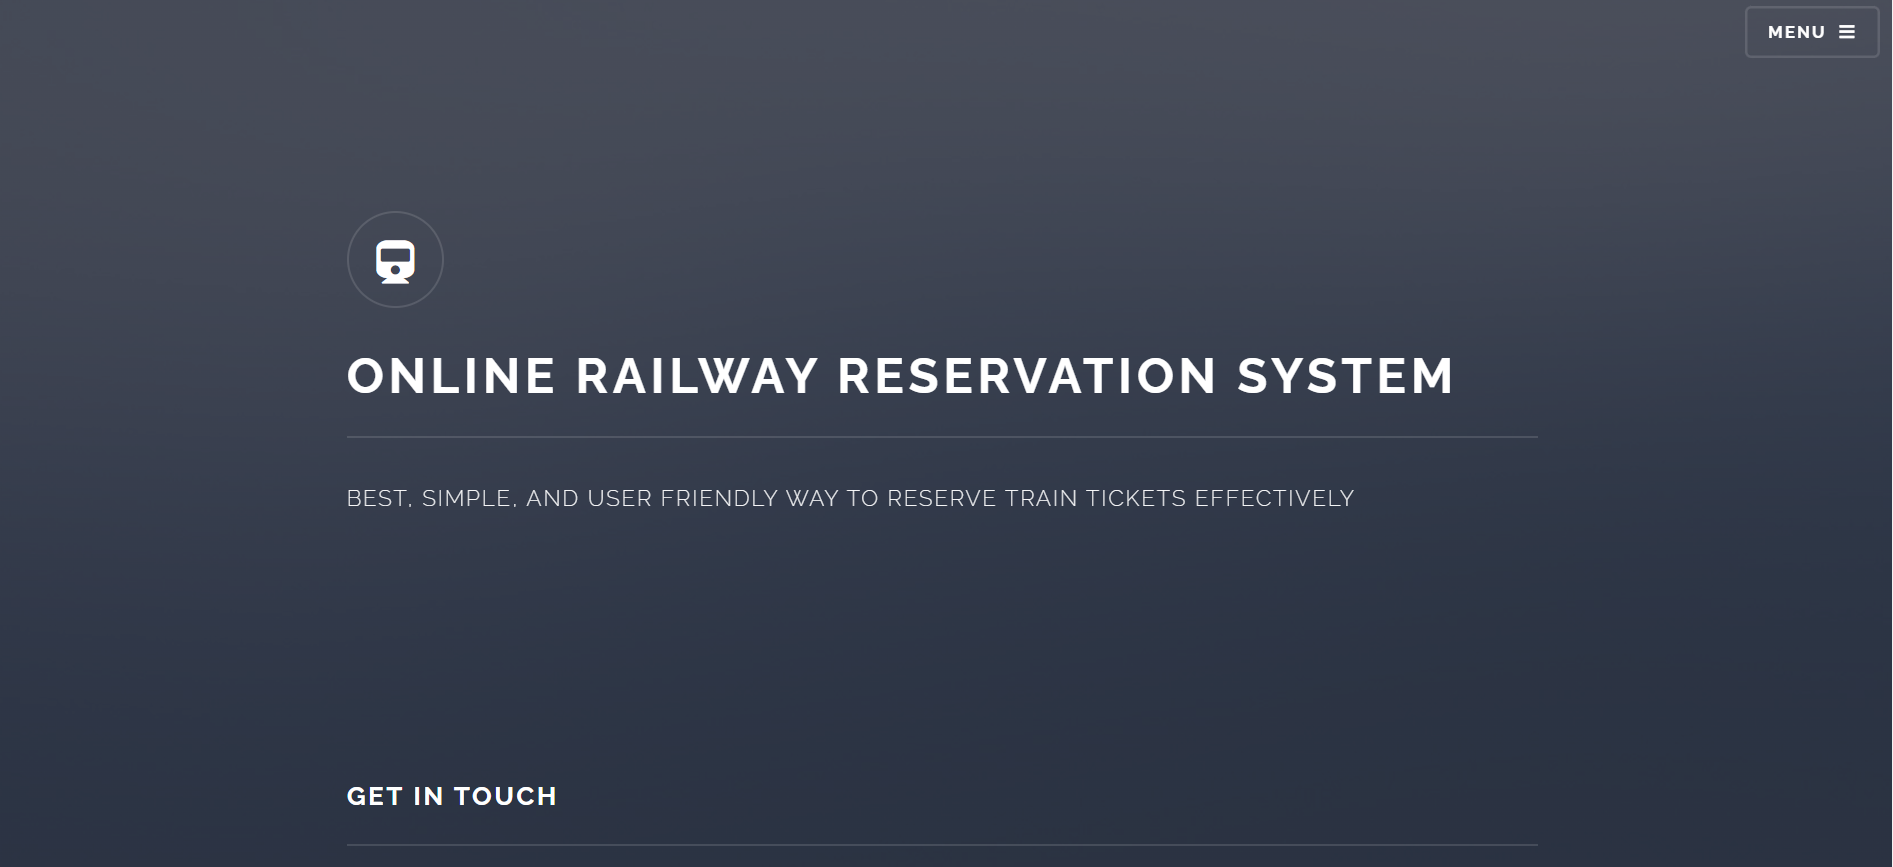 MENU
ONLINE RAILWAY RESERVATION SYSTEM
BEST, SIMPLE, AND USER FRIENDLY WAY TO RESERVE TRAIN TICKETS EFFECTIVELY
GET IN TOUCH